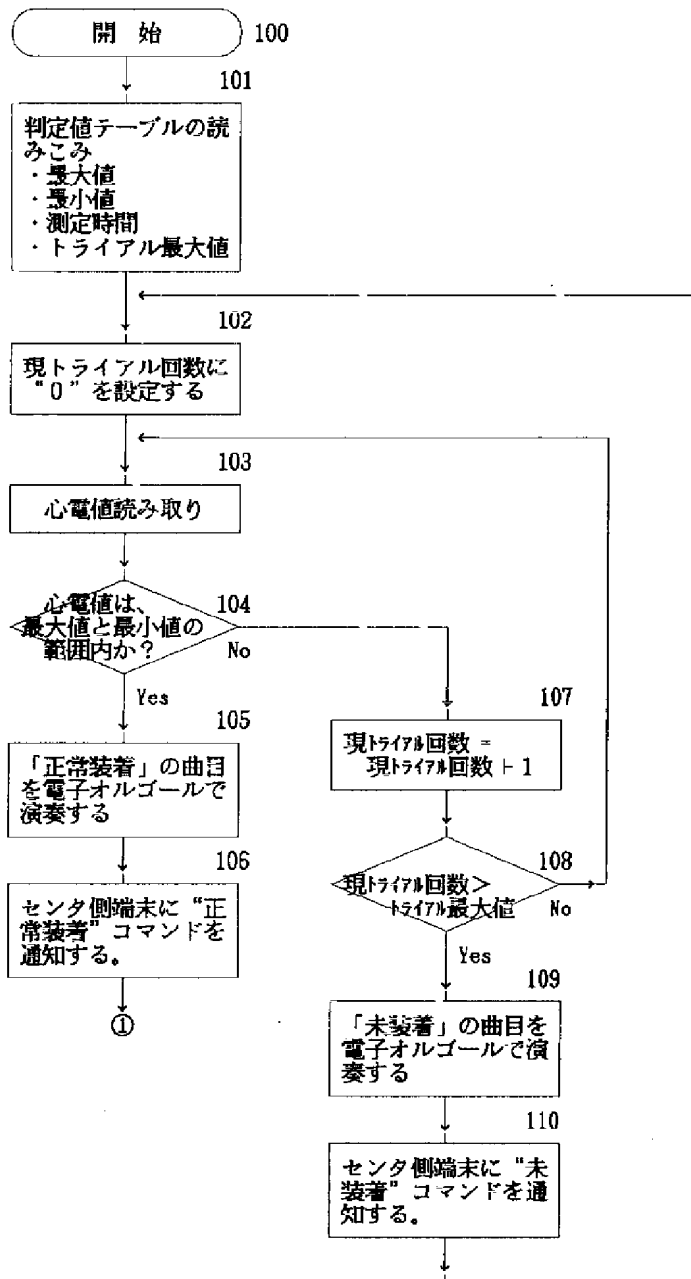 開 始
100
101
判定値テーブルの読
みこみ
・最大値
・最小値
・測定時間
・トライアル最大値
102
現トライアル回数に
“0”を設定する
103
心電値読み取り
心電値は、
最大値と最小値の
範囲内か?
104
No
Yes
105
「正常装着」の曲目
を電子オルゴールで
演奏する
106
センタ側端末に“正
常装着”コマンドを
通知する。
①
107
現トライアル回数 =
現トライアル回数 + 1
108
現トライアル回数>
トライアル最大値
No
Yes
109
「未装着」の曲目を
電子オルゴールで演
奏する
110
センタ側端末に“未
装着”コマンドを通
知する。